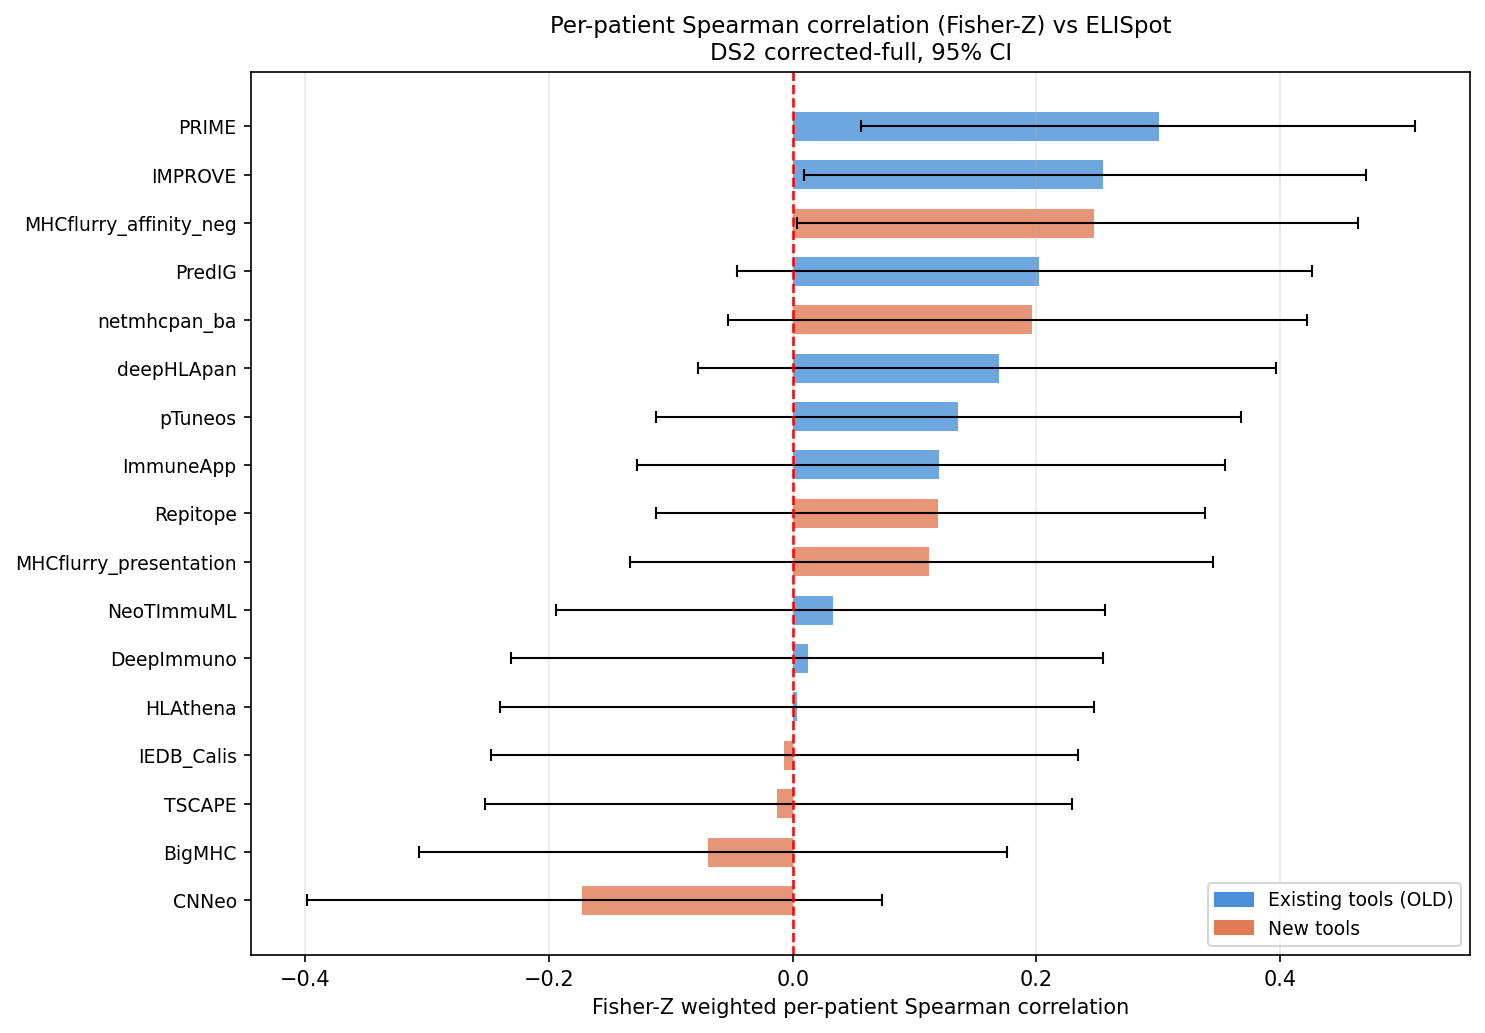 Per-patient Spearman correlation (Fisher-Z) vs ELISpot
DS2 corrected-full, 95% CI
PRIME
IMPROVE
MHCflurry_affinity_neg
PredIG
netmhcpan_ba
deepHLApan
pTuneos
ImmuneApp
Repitope
MHCflurry_presentation
NeoTImmuML
DeepImmuno
HLAthena
IEDB_Calis
TSCAPE
BigMHC
CNNeo
Existing tools (OLD)
New tools
−0.4 −0.2 0.0 0.2 0.4
Fisher-Z weighted per-patient Spearman correlation